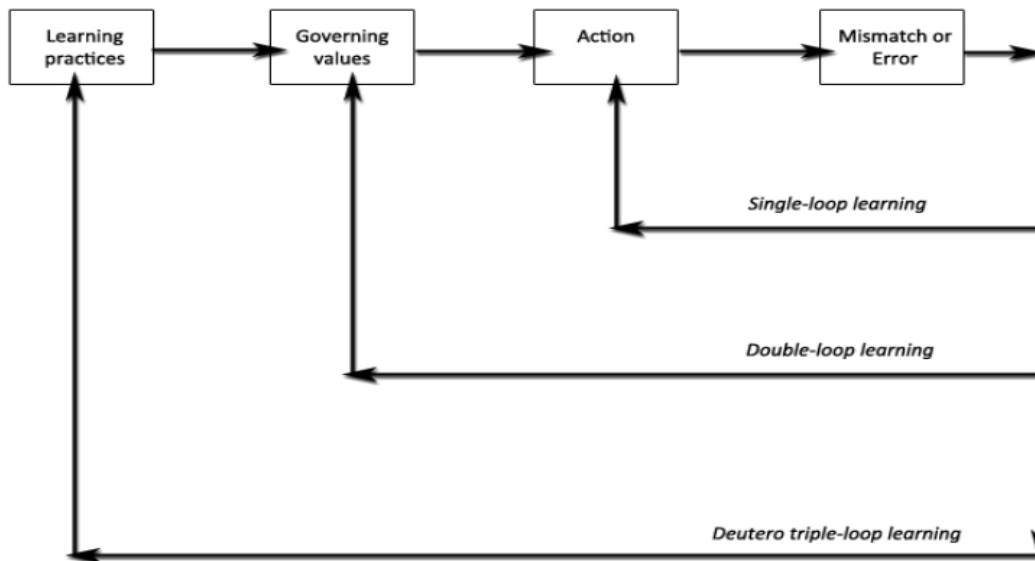 Learning
practices
Governing
values
Action
Mismatch or
Error
Single-loop learning
Double-loop learning
Deutero triple-loop learning